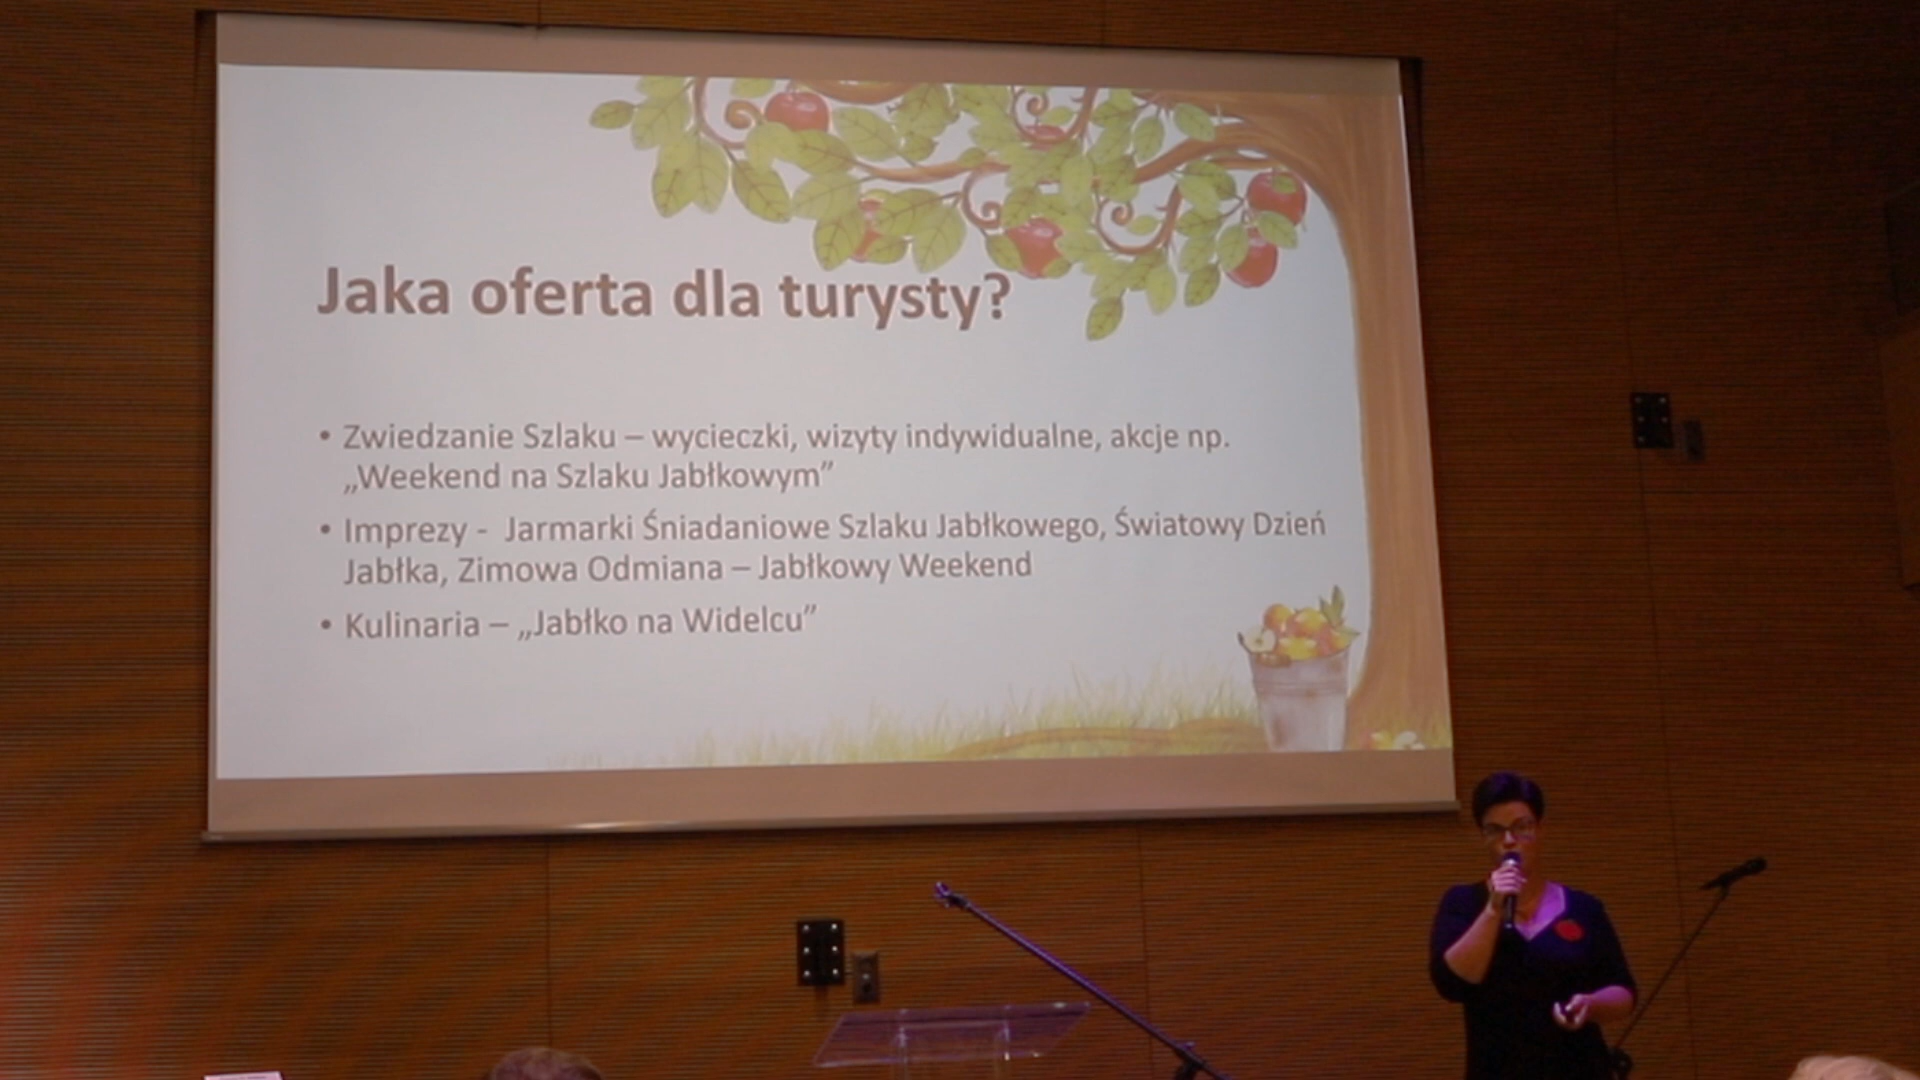 Jaka oferta dla turysty?
• Zwiedzanie Szlaku – wycieczki, wizyty indywidualne, akcje np.
„Weekend na Szlaku Jabłkowym”
• Imprezy - Jarmarki Śniadaniowe Szlaku Jabłkowego, Światowy Dzień
Jabłka, Zimowa Odmiana – Jabłkowy Weekend
• Kulinaria – „Jabłko na Widelcu”